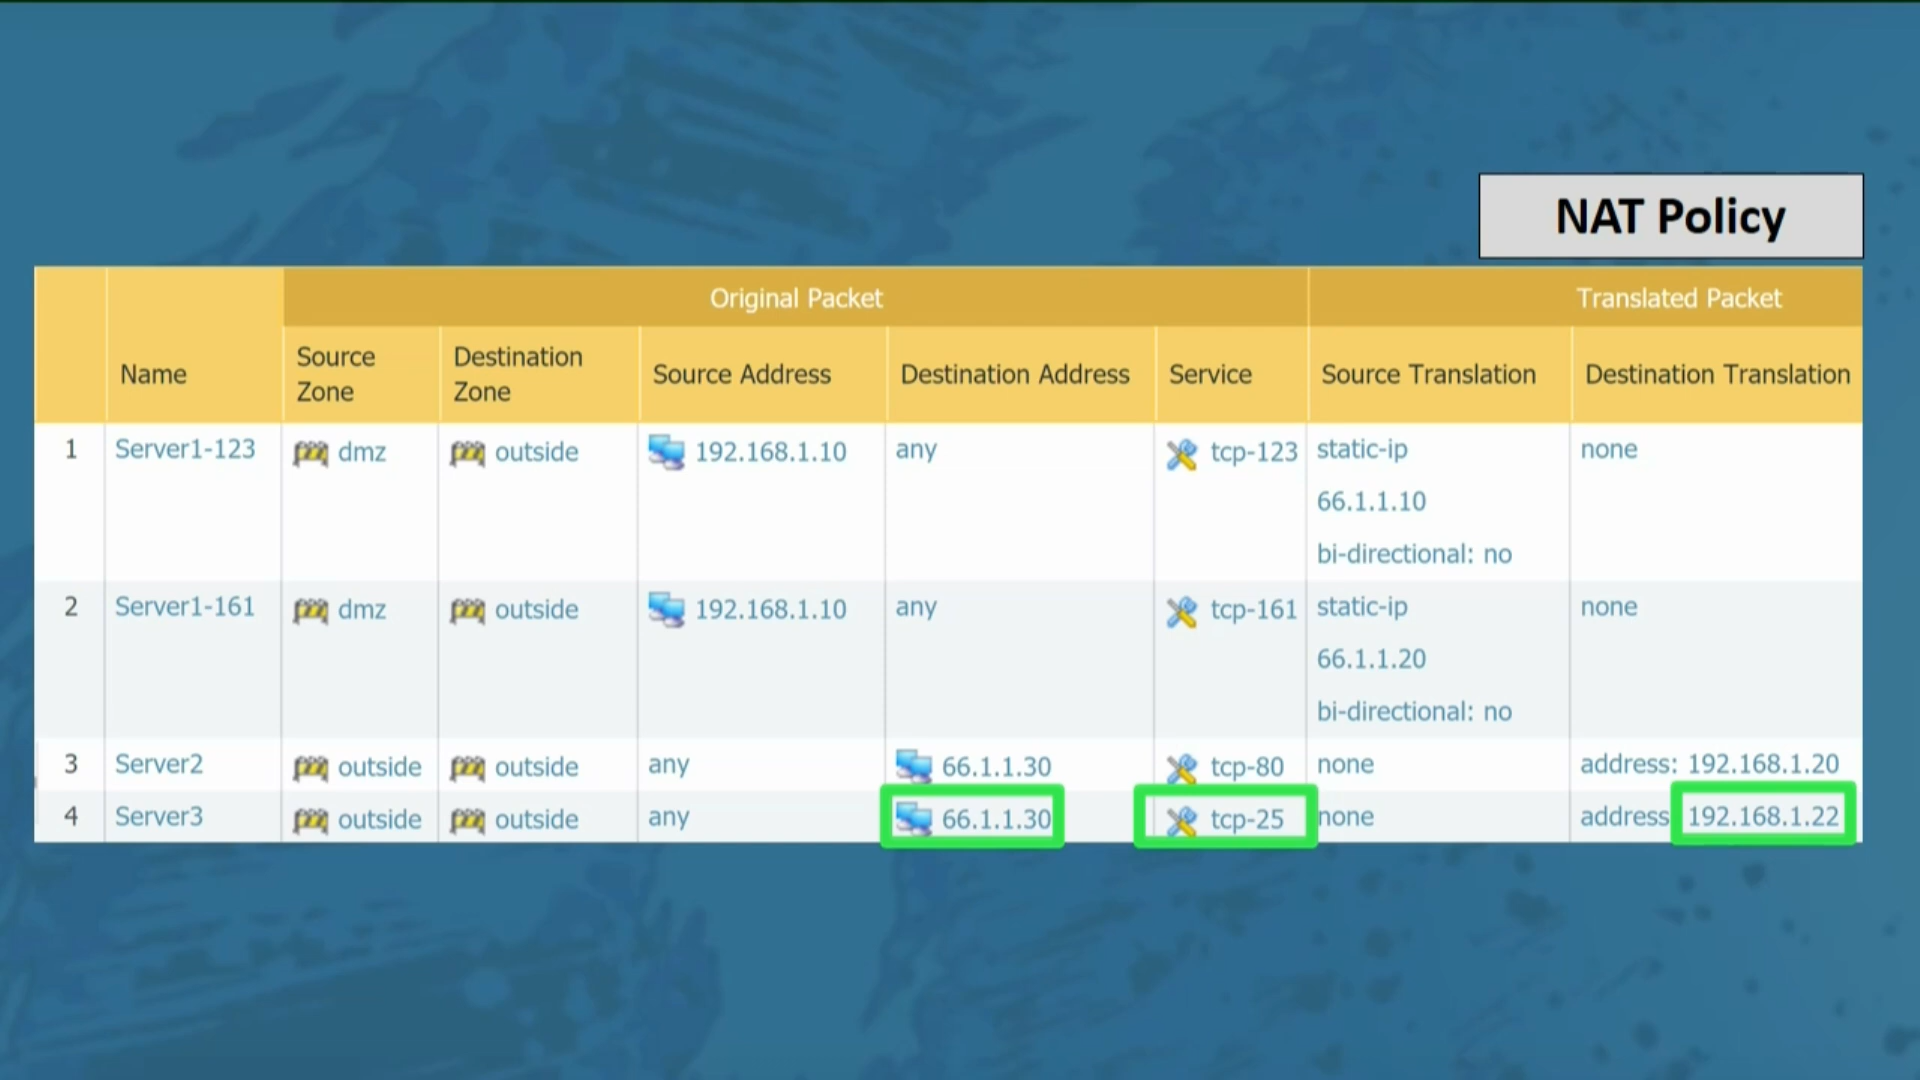 NAT Policy
Original Packet Translated Packet
Name Source Zone Destination Zone Source Address Destination Address Service Source Translation Destination Translation
1 Server1-123 dmz outside 192.168.1.10 any tcp-123 static-ip none
66.1.1.10
bi-directional: no
2 Server1-161 dmz outside 192.168.1.10 any tcp-161 static-ip none
66.1.1.20
bi-directional: no
3 Server2 outside outside any 66.1.1.30 tcp-80 none address: 192.168.1.20
4 Server3 outside outside any 66.1.1.30 tcp-25 none address 192.168.1.22